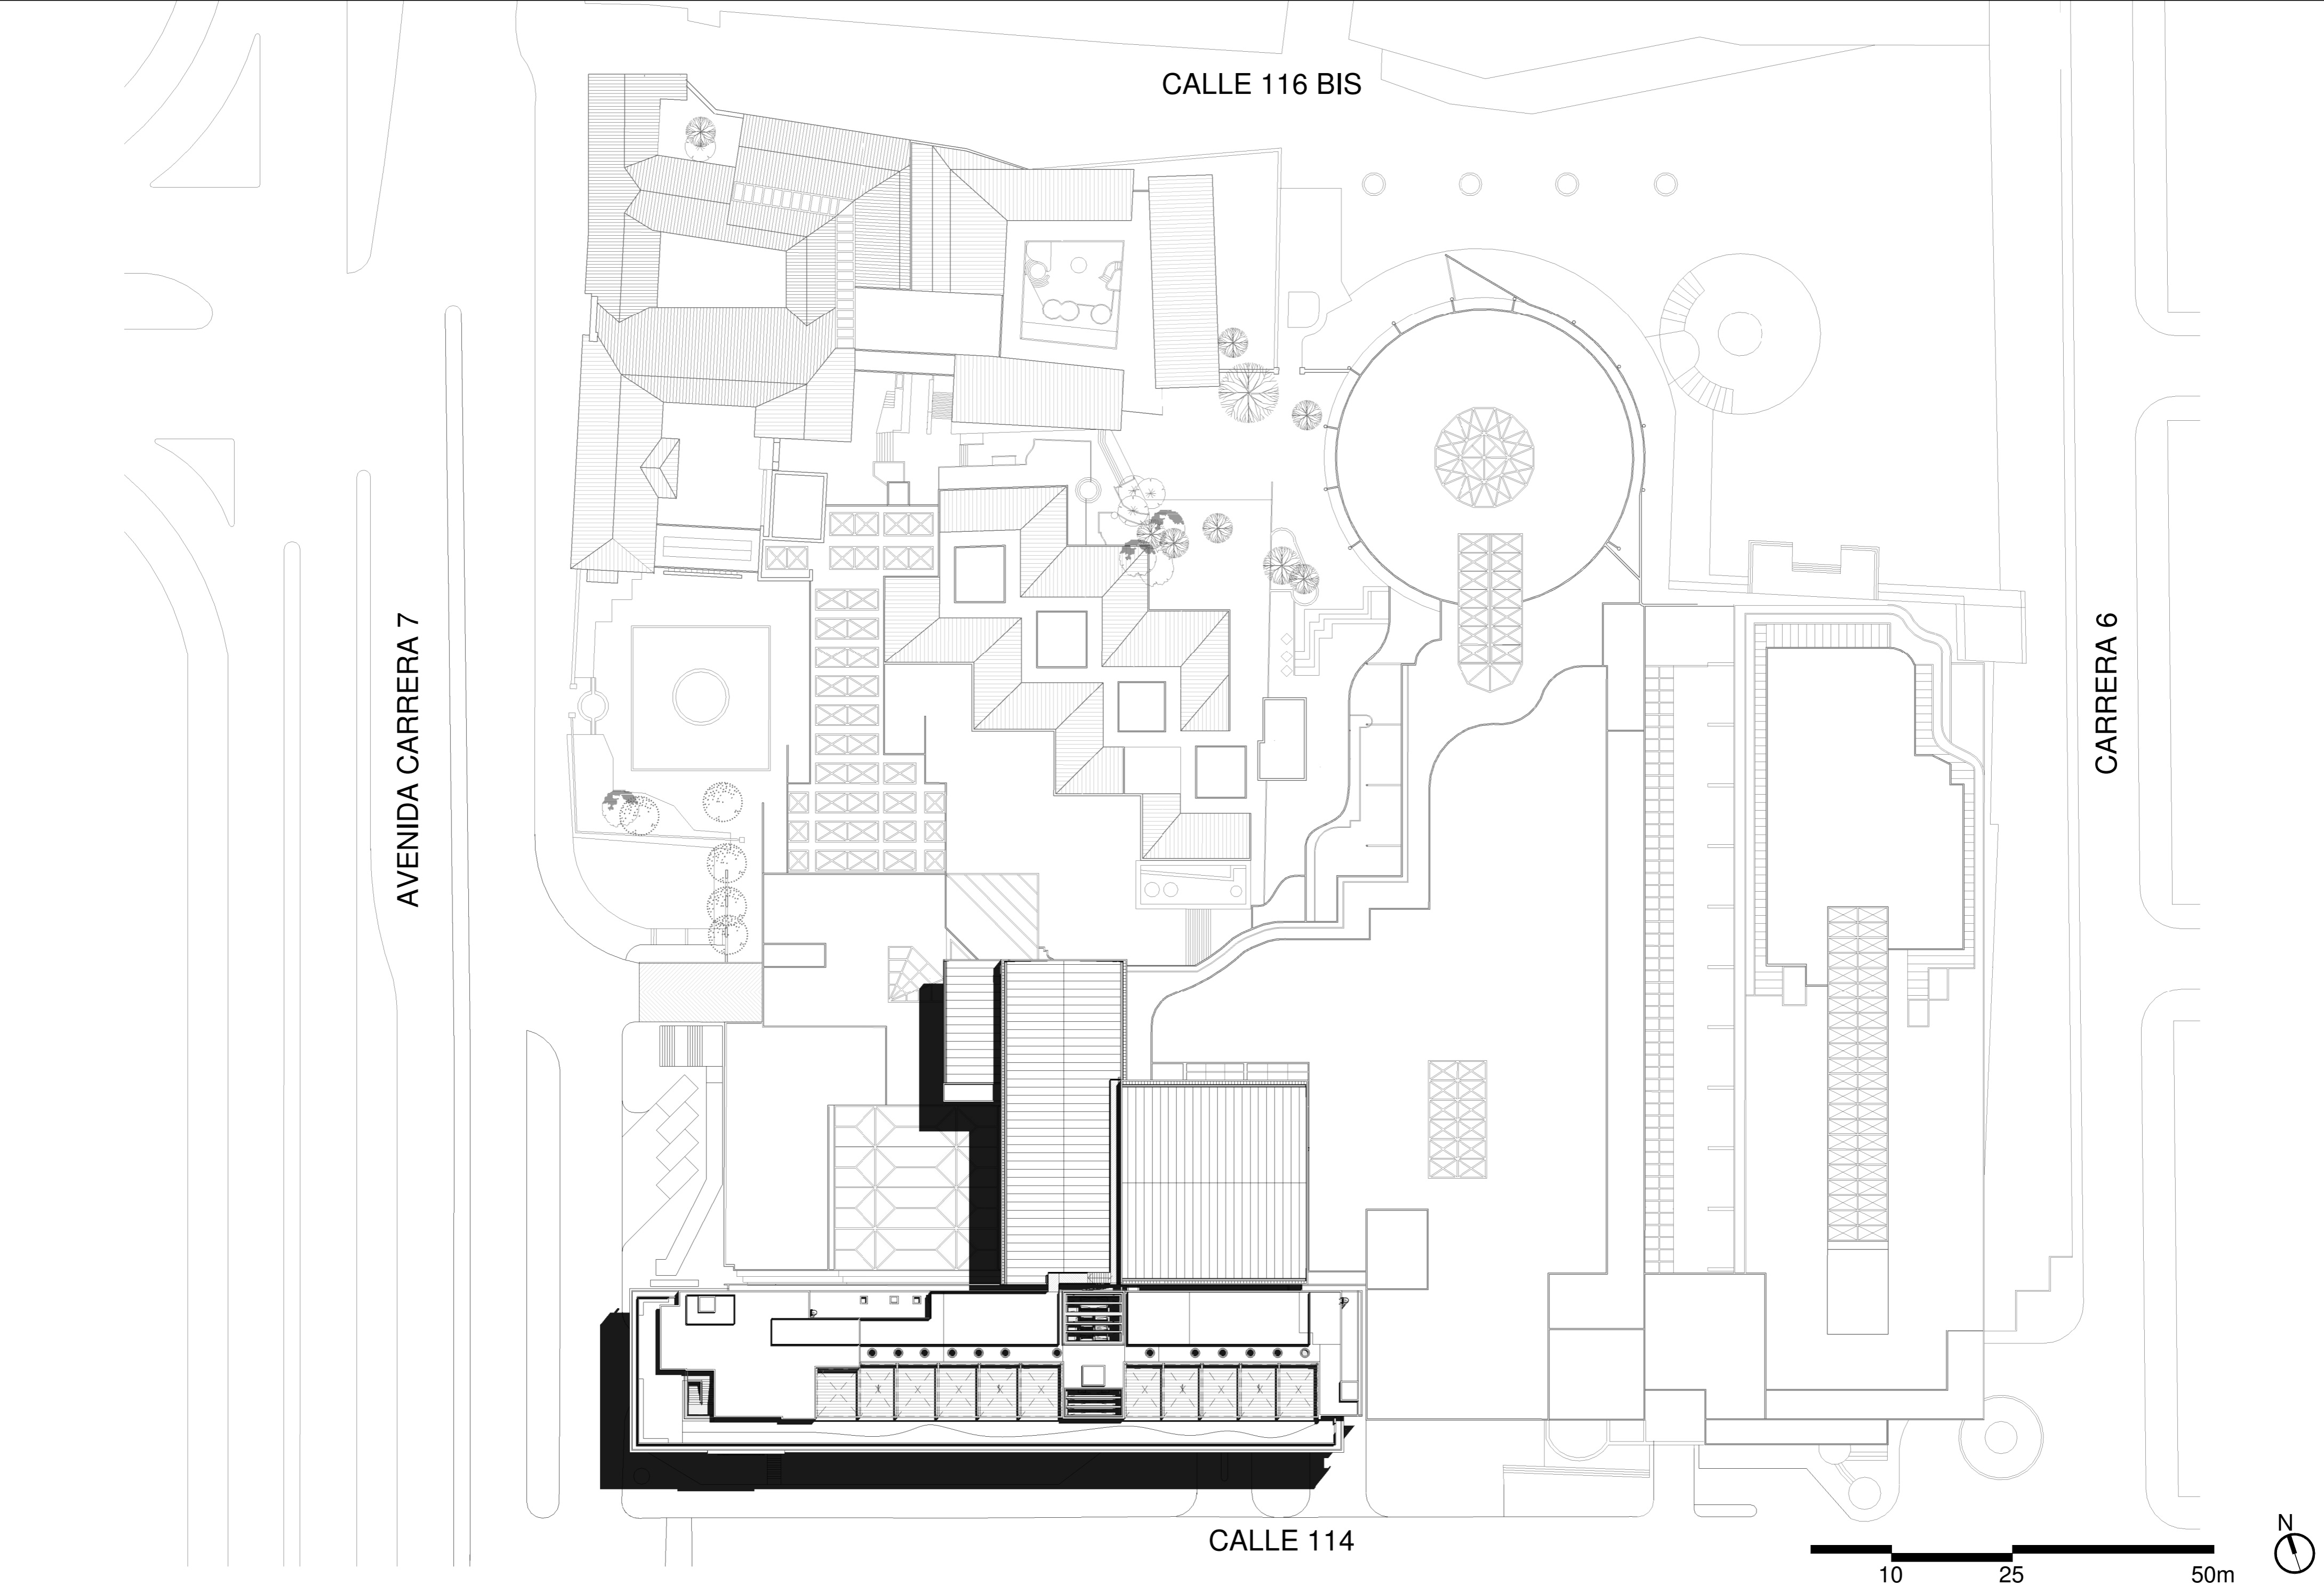 CALLE 116 BIS
AVENIDA CARRERA 7
CARRERA 6
CALLE 114
N
10 25 50m